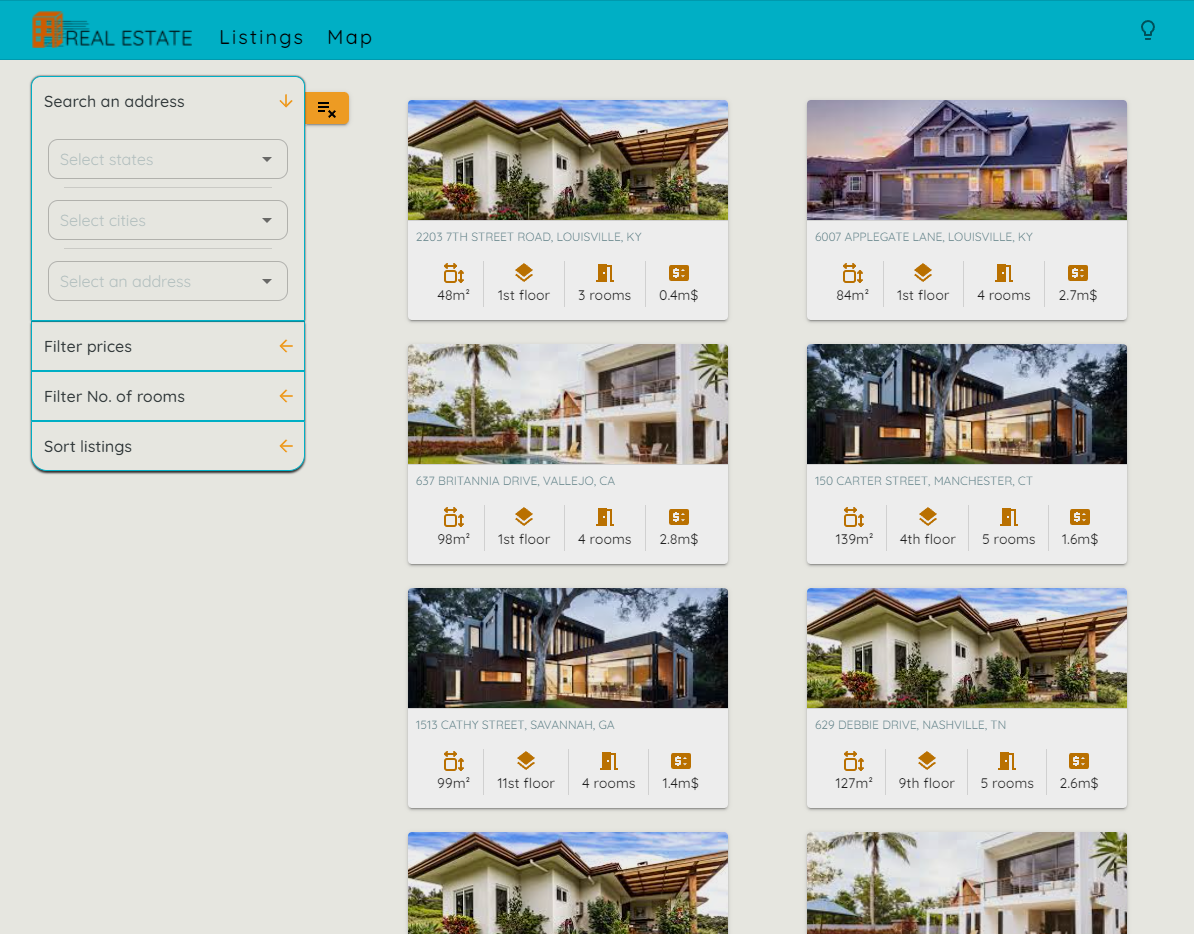 REAL ESTATE
Listings
Map
Search an address
Select states
Select cities
Select an address
Filter prices
Filter No. of rooms
Sort listings
2203 7TH STREET ROAD, LOUISVILLE, KY
48m²
1st floor
3 rooms
0.4m$
6007 APPLEGATE LANE, LOUISVILLE, KY
84m²
1st floor
4 rooms
2.7m$
637 BRITANNIA DRIVE, VALLEJO, CA
98m²
1st floor
4 rooms
2.8m$
150 CARTER STREET, MANCHESTER, CT
139m²
4th floor
5 rooms
1.6m$
1513 CATHY STREET, SAVANNAH, GA
99m²
11st floor
4 rooms
1.4m$
629 DEBBIE DRIVE, NASHVILLE, TN
127m²
9th floor
5 rooms
2.6m$